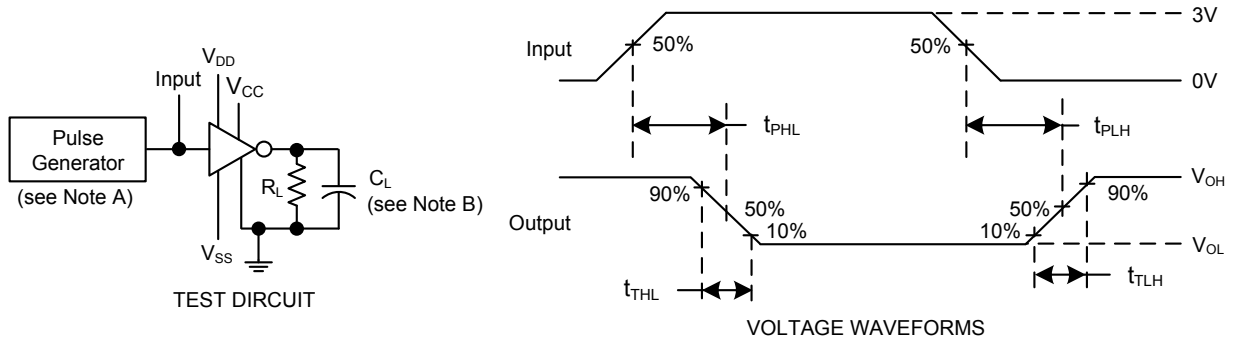 Input
V_DD
V_CC
Pulse
Generator
(see Note A)
R_L
C_L
(see Note B)
V_SS
TEST DIRCUIT
Input
50%
50%
3V
0V
t_PHL
t_PLH
Output
90%
50%
10%
50%
10%
90%
V_OH
V_OL
t_THL
t_TLH
VOLTAGE WAVEFORMS